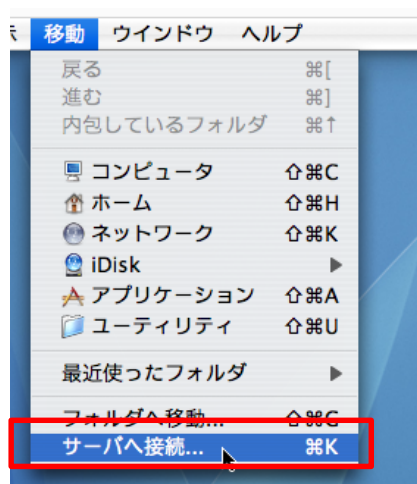 移動 ウインドウ ヘルプ
戻る ⌘[
進む ⌘]
内包しているフォルダ ⌘↑
コンピュータ ⇧⌘C
ホーム ⇧⌘H
ネットワーク ⇧⌘K
iDisk ▶
アプリケーション ⇧⌘A
ユーティリティ ⇧⌘U
最近使ったフォルダ ▶
フォルダへ移動... ⇧⌘G
サーバへ接続... ⌘K